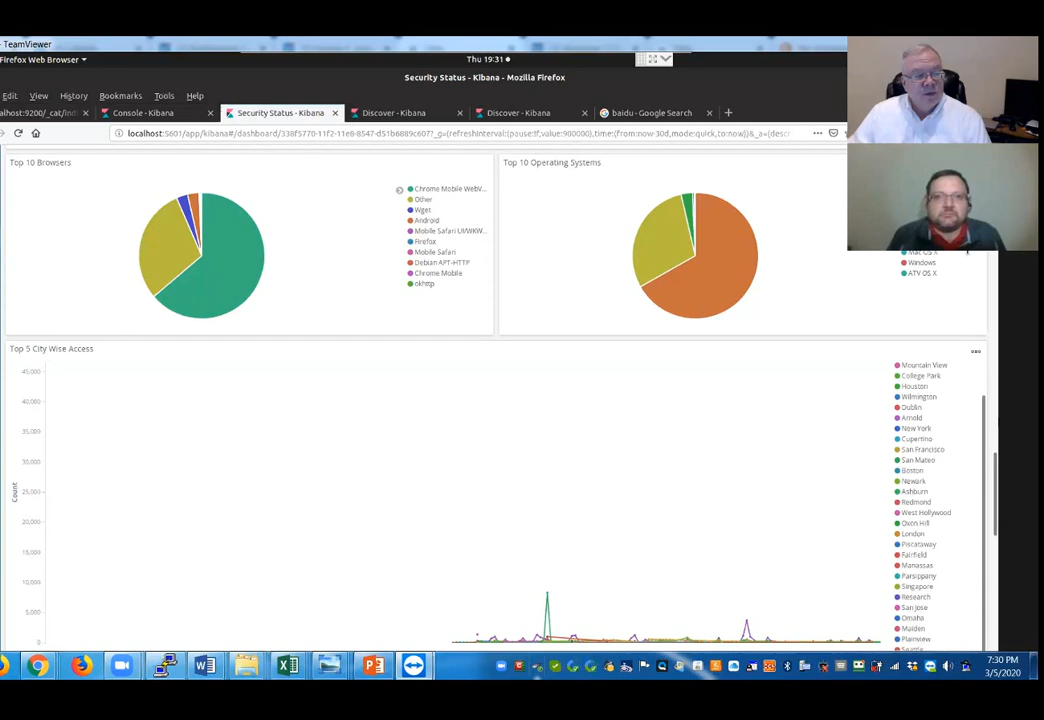 TeamViewer
Firefox Web Browser
Thu 19:31
Security Status - Kibana - Mozilla Firefox
Edit View History Bookmarks Tools Help
Console - Kibana
Security Status - Kibana
Discover - Kibana
Discover - Kibana
baidu - Google Search
Top 10 Browsers
Top 10 Operating Systems
Chrome Mobile WebV...
Other
Wget
Android
Mobile Safari UI/WKW...
Firefox
Mobile Safari
Debian APT-HTTP
Chrome Mobile
okhttp
Mac OS X
Windows
ATV OS X
Top 5 City Wise Access
45,000
40,000
35,000
30,000
25,000
20,000
15,000
10,000
5,000
0
Count
Mountain View
College Park
Houston
Wilmington
Dublin
Arnold
New York
Cupertino
San Francisco
San Mateo
Boston
Newark
Ashburn
Redmond
West Hollywood
Oxon Hill
London
Piscataway
Fairfield
Manassas
Parsippany
Singapore
Research
San Jose
Omaha
Malden
Plainview
Seattle
7:30 PM
3/5/2020